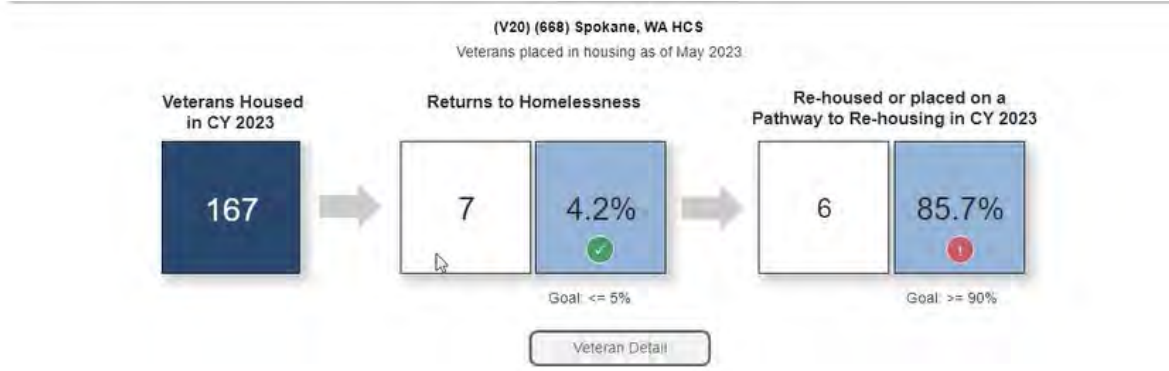 (V20) (668) Spokane, WA HCS
Veterans placed in housing as of May 2023
Veterans Housed
in CY 2023
167
Returns to Homelessness
7
4.2%
Goal: <= 5%
Re-housed or placed on a
Pathway to Re-housing in CY 2023
6
85.7%
Goal: >= 90%
Veteran Detail